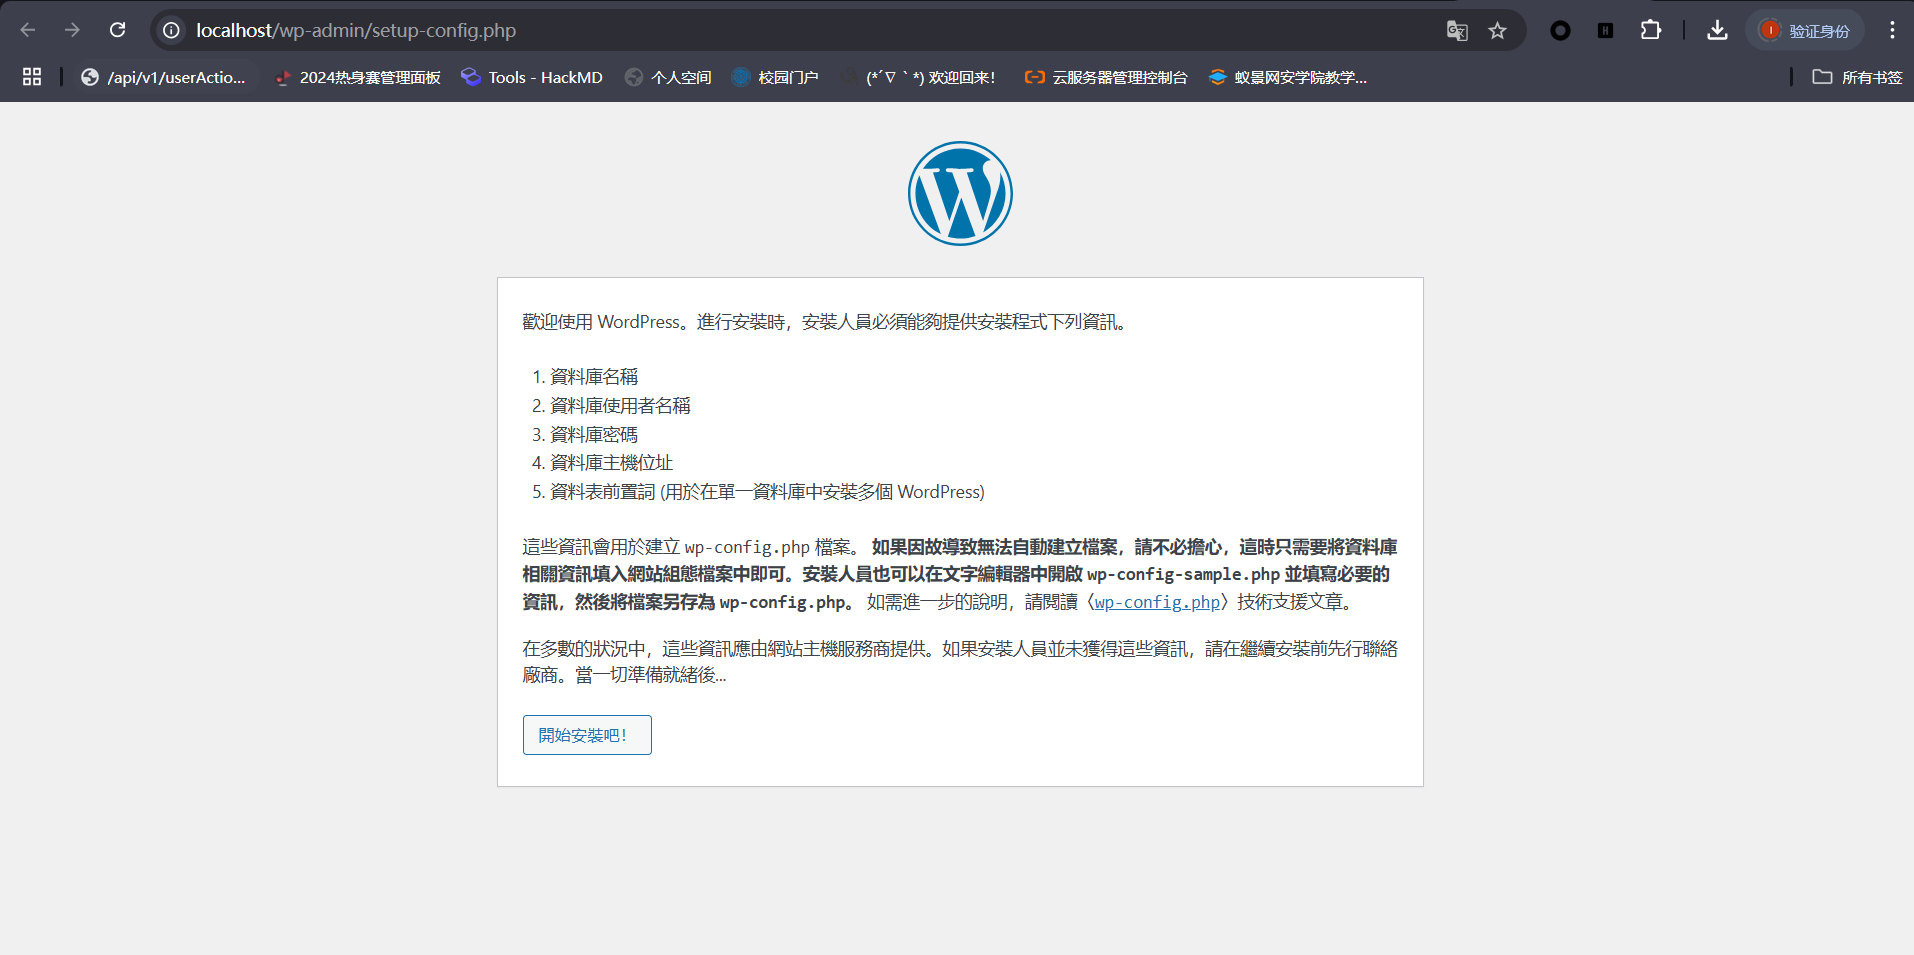 localhost/wp-admin/setup-config.php
验证身份
/api/v1/userActio...
2024热身赛管理面板
Tools - HackMD
个人空间
校园门户
(*´∇｀*) 欢迎回来！
云服务器管理控制台
蚁景网安学院教学...
所有书签
歡迎使用 WordPress。進行安裝時，安裝人員必須能夠提供安裝程式下列資訊。
1. 資料庫名稱
2. 資料庫使用者名稱
3. 資料庫密碼
4. 資料庫主機位址
5. 資料表前置詞 (用於在單一資料庫中安裝多個 WordPress)
這些資訊會用於建立 wp-config.php 檔案。 如果因故導致無法自動建立檔案，請不必擔心，這時只需要將資料庫
相關資訊填入網站組態檔案中即可。安裝人員也可以在文字編輯器中開啟 wp-config-sample.php 並填寫必要的
資訊，然後將檔案另存為 wp-config.php。 如需進一步的說明，請閱讀〈wp-config.php〉技術支援文章。
在多數的狀況中，這些資訊應由網站主機服務商提供。如果安裝人員並未獲得這些資訊，請在繼續安裝前先行聯絡
廠商。當一切準備就緒後...
開始安裝吧！